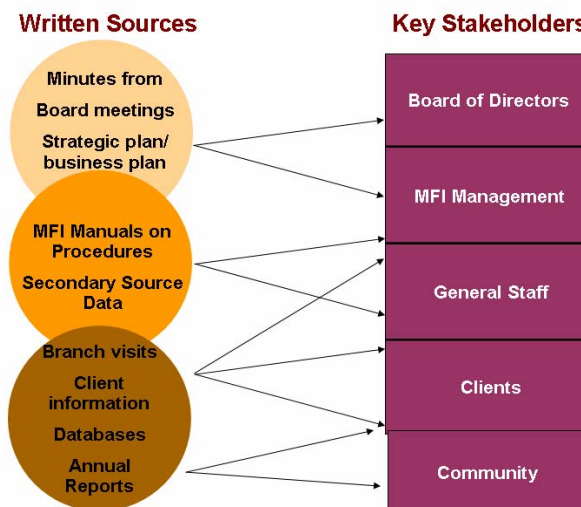 Written Sources
Minutes from
Board meetings
Strategic plan/
business plan
MFI Manuals on
Procedures
Secondary Source
Data
Branch visits
Client
information
Databases
Annual
Reports
Key Stakeholders
Board of Directors
MFI Management
General Staff
Clients
Community